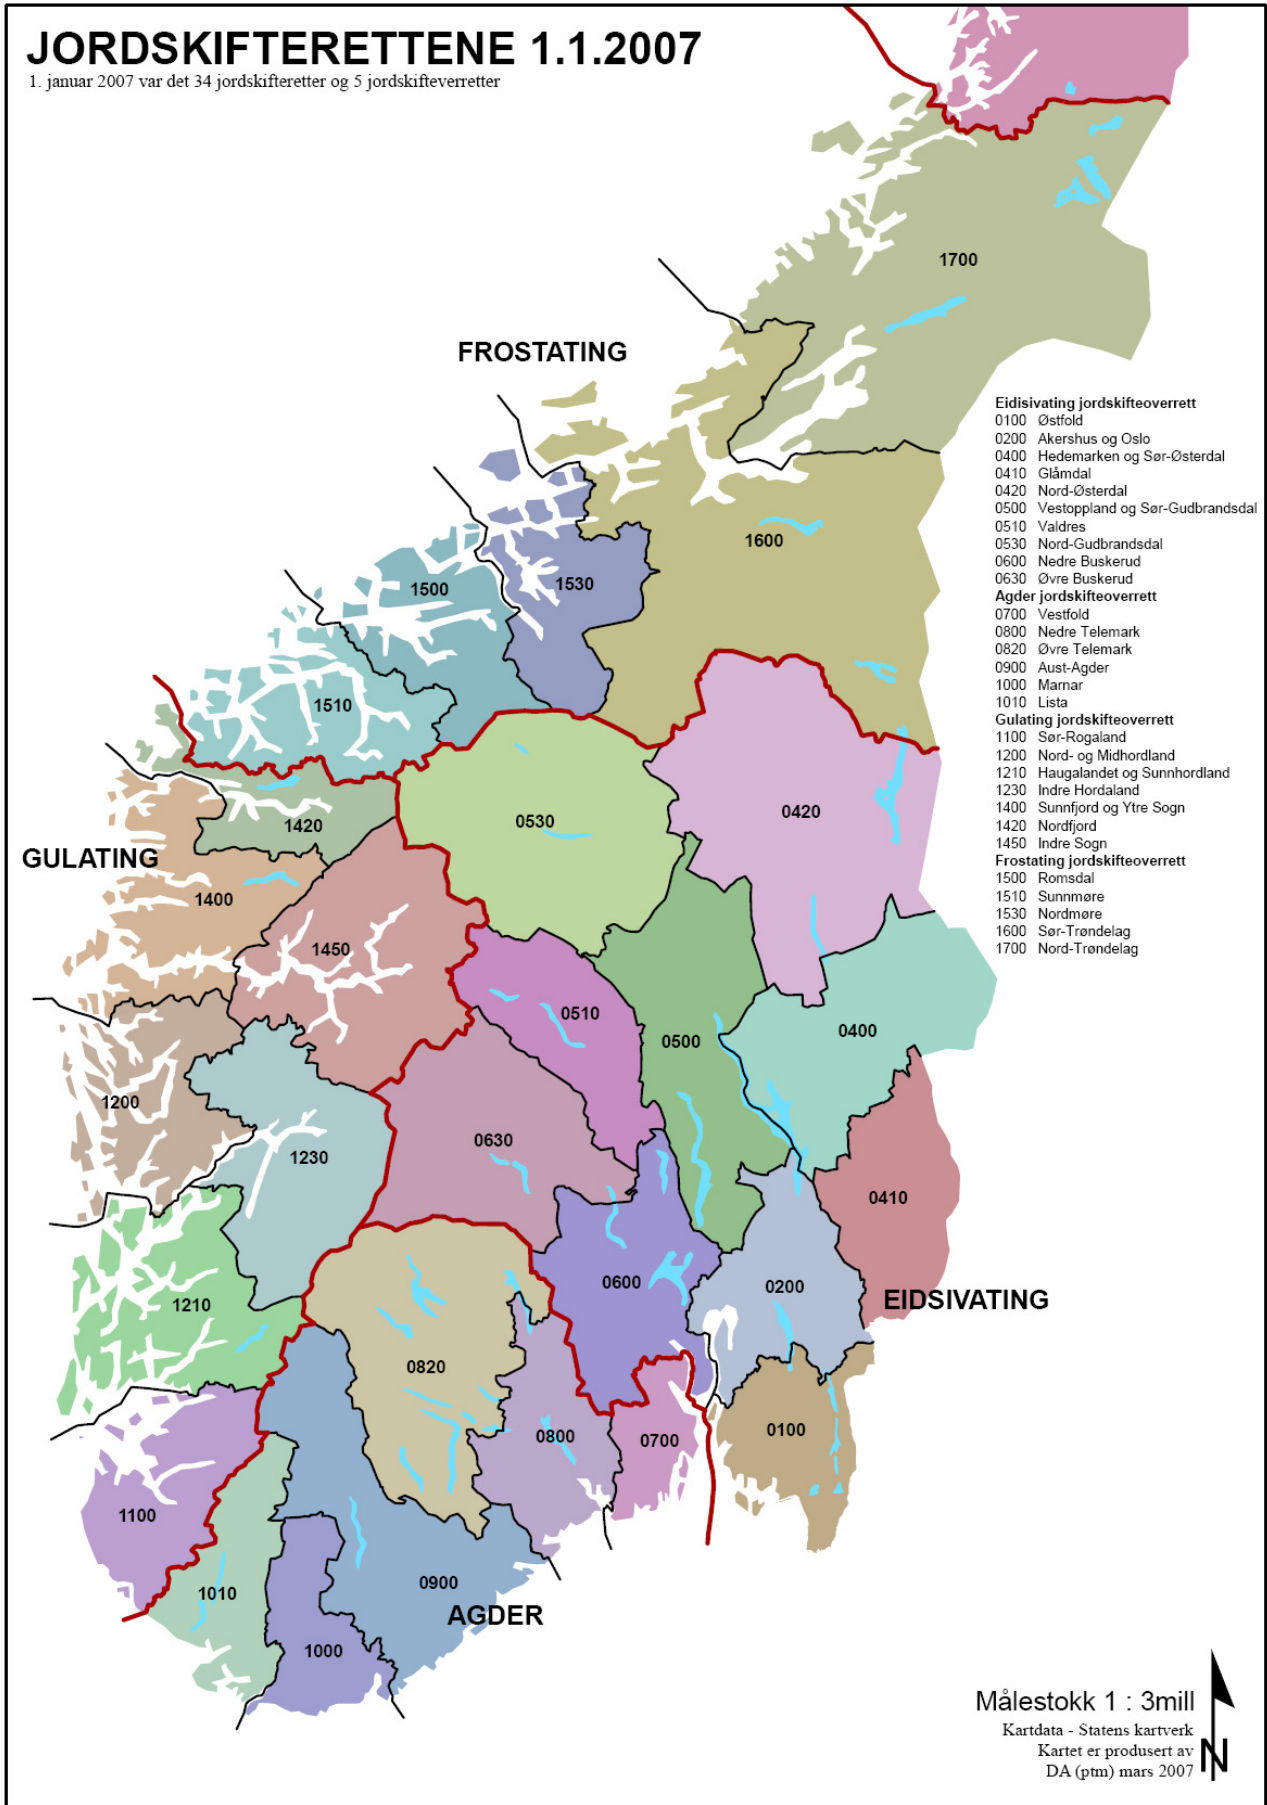 JORDSKIFTERETTENE 1.1.2007
1. januar 2007 var det 34 jordskifteretter og 5 jordskifteverretter
1700
FROSTATING
Eidisivating jordskifteoverrett
0100 Østfold
0200 Akershus og Oslo
0400 Hedemarken og Sør-Østerdal
0410 Glåmdal
0420 Nord-Østerdal
0500 Vestoppland og Sør-Gudbrandsdal
0510 Valdres
0530 Nord-Gudbrandsdal
0600 Nedre Buskerud
0630 Øvre Buskerud
Agder jordskifteoverrett
0700 Vestfold
0800 Nedre Telemark
0820 Øvre Telemark
0900 Aust-Agder
1000 Marnar
1010 Lista
Gulating jordskifteoverrett
1100 Sør-Rogaland
1200 Nord- og Midhordland
1210 Haugalandet og Sunnhordland
1230 Indre Hordaland
1400 Sunnfjord og Ytre Sogn
1420 Nordfjord
1450 Indre Sogn
Frostating jordskifteoverrett
1500 Romsdal
1510 Sunnmøre
1530 Nordmøre
1600 Sør-Trøndelag
1700 Nord-Trøndelag
1600
1530
1500
1510
0420
0530
1420
GULATING
1400
1450
0510
0400
0500
1200
0630
1230
0410
0600
0200
EIDSIVATING
1210
0820
0100
0800
0700
1100
0900
1010
AGDER
1000
Målestokk 1 : 3mill
Kartdata - Statens kartverk
Kartet er produsert av
DA (ptm) mars 2007
N